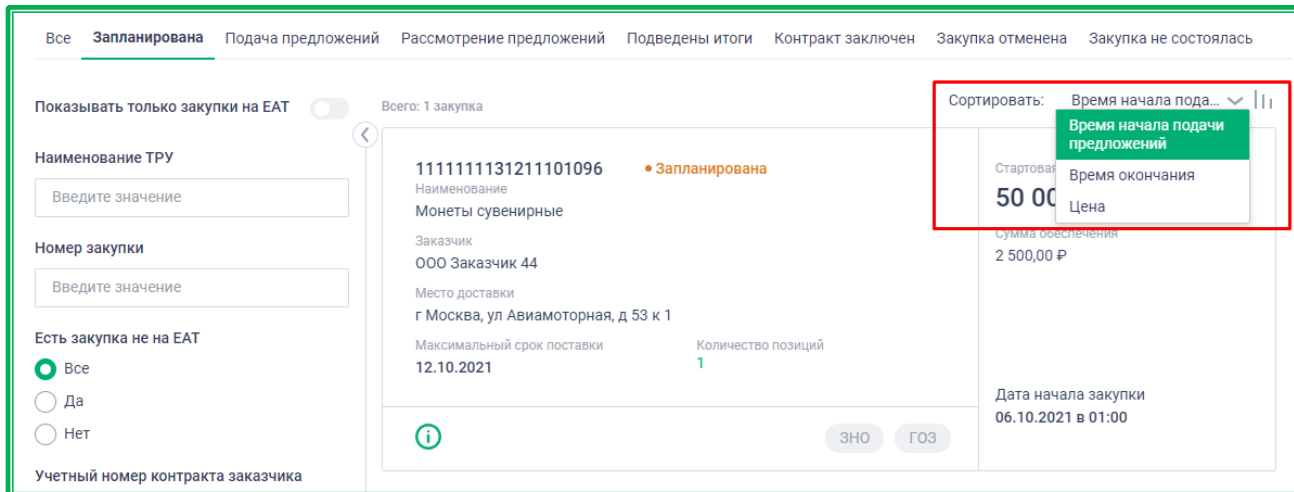 Все Запланирована Подача предложений Рассмотрение предложений Подведены итоги Контракт заключен Закупка отменена Закупка не состоялась
Показывать только закупки на ЕАТ
Всего: 1 закупка
Сортировать: Время начала пода...
Время начала подачи
предложений
Время окончания
Цена
Наименование ТРУ
Введите значение
Номер закупки
Введите значение
Есть закупка не на ЕАТ
Все
Да
Нет
Учетный номер контракта заказчика
1111111131211101096 Запланирована
Наименование
Монеты сувенирные
Заказчик
ООО Заказчик 44
Место доставки
г Москва, ул Авиамоторная, д 53 к 1
Максимальный срок поставки Количество позиций
12.10.2021 1
ЗНО ГОЗ
Стартовая
50 00
Сумма обеспечения
2 500,00 ₽
Дата начала закупки
06.10.2021 в 01:00